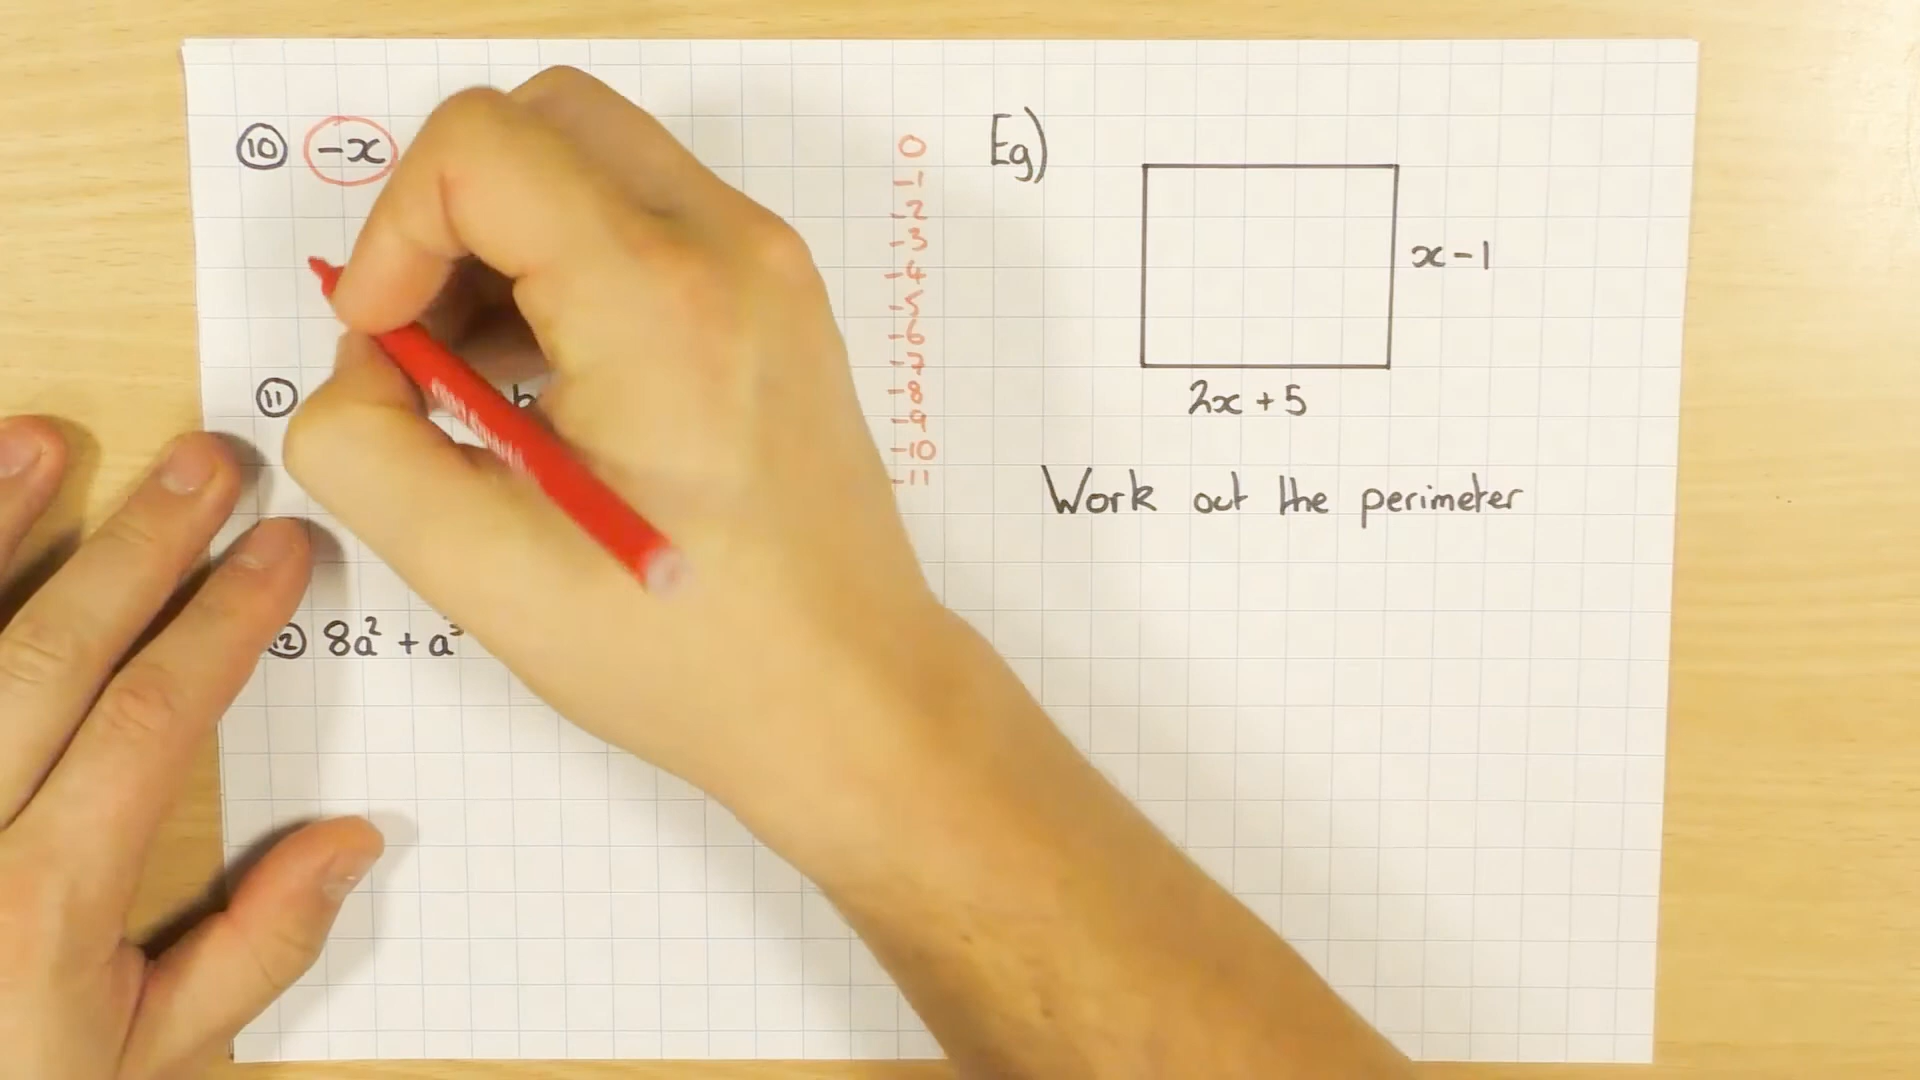 10 -x
11
8a² + a
0
-1
-2
-3
-4
-5
-6
-7
-8
-9
-10
-11
Eg)
x - 1
2x + 5
Work out the perimeter